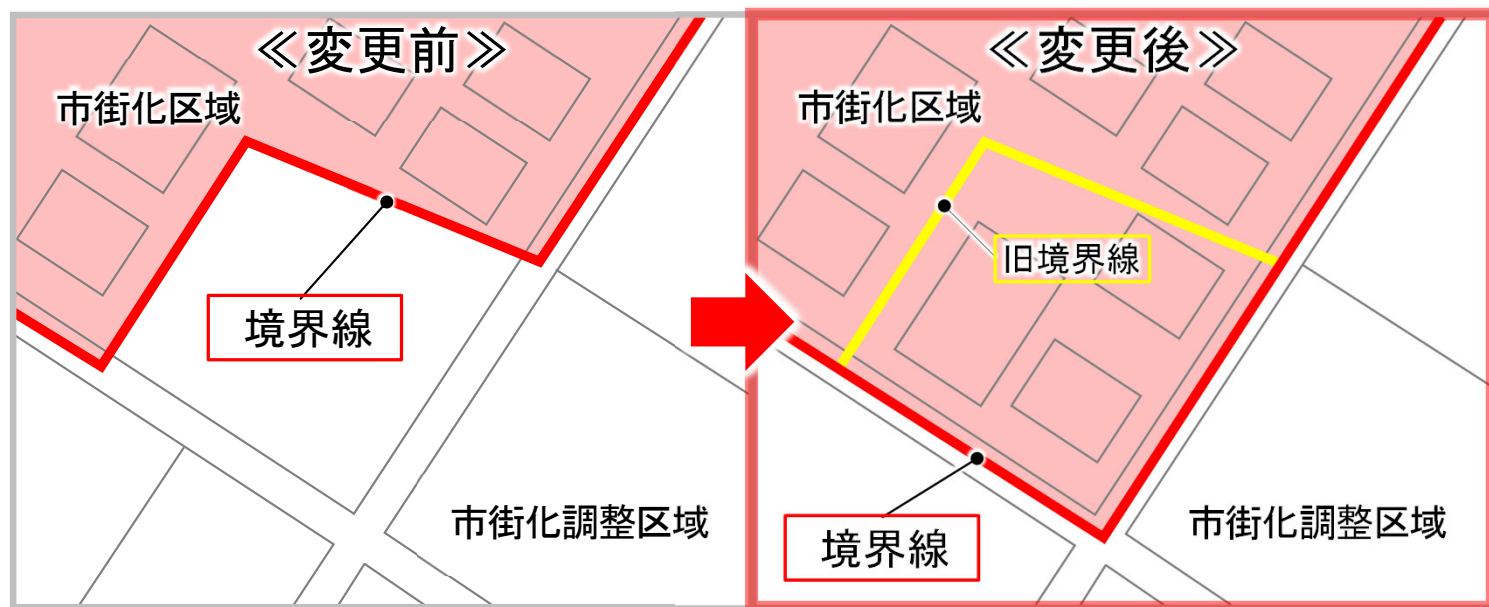 ≪変更前≫
市街化区域
境界線
市街化調整区域
≪変更後≫
市街化区域
旧境界線
境界線
市街化調整区域